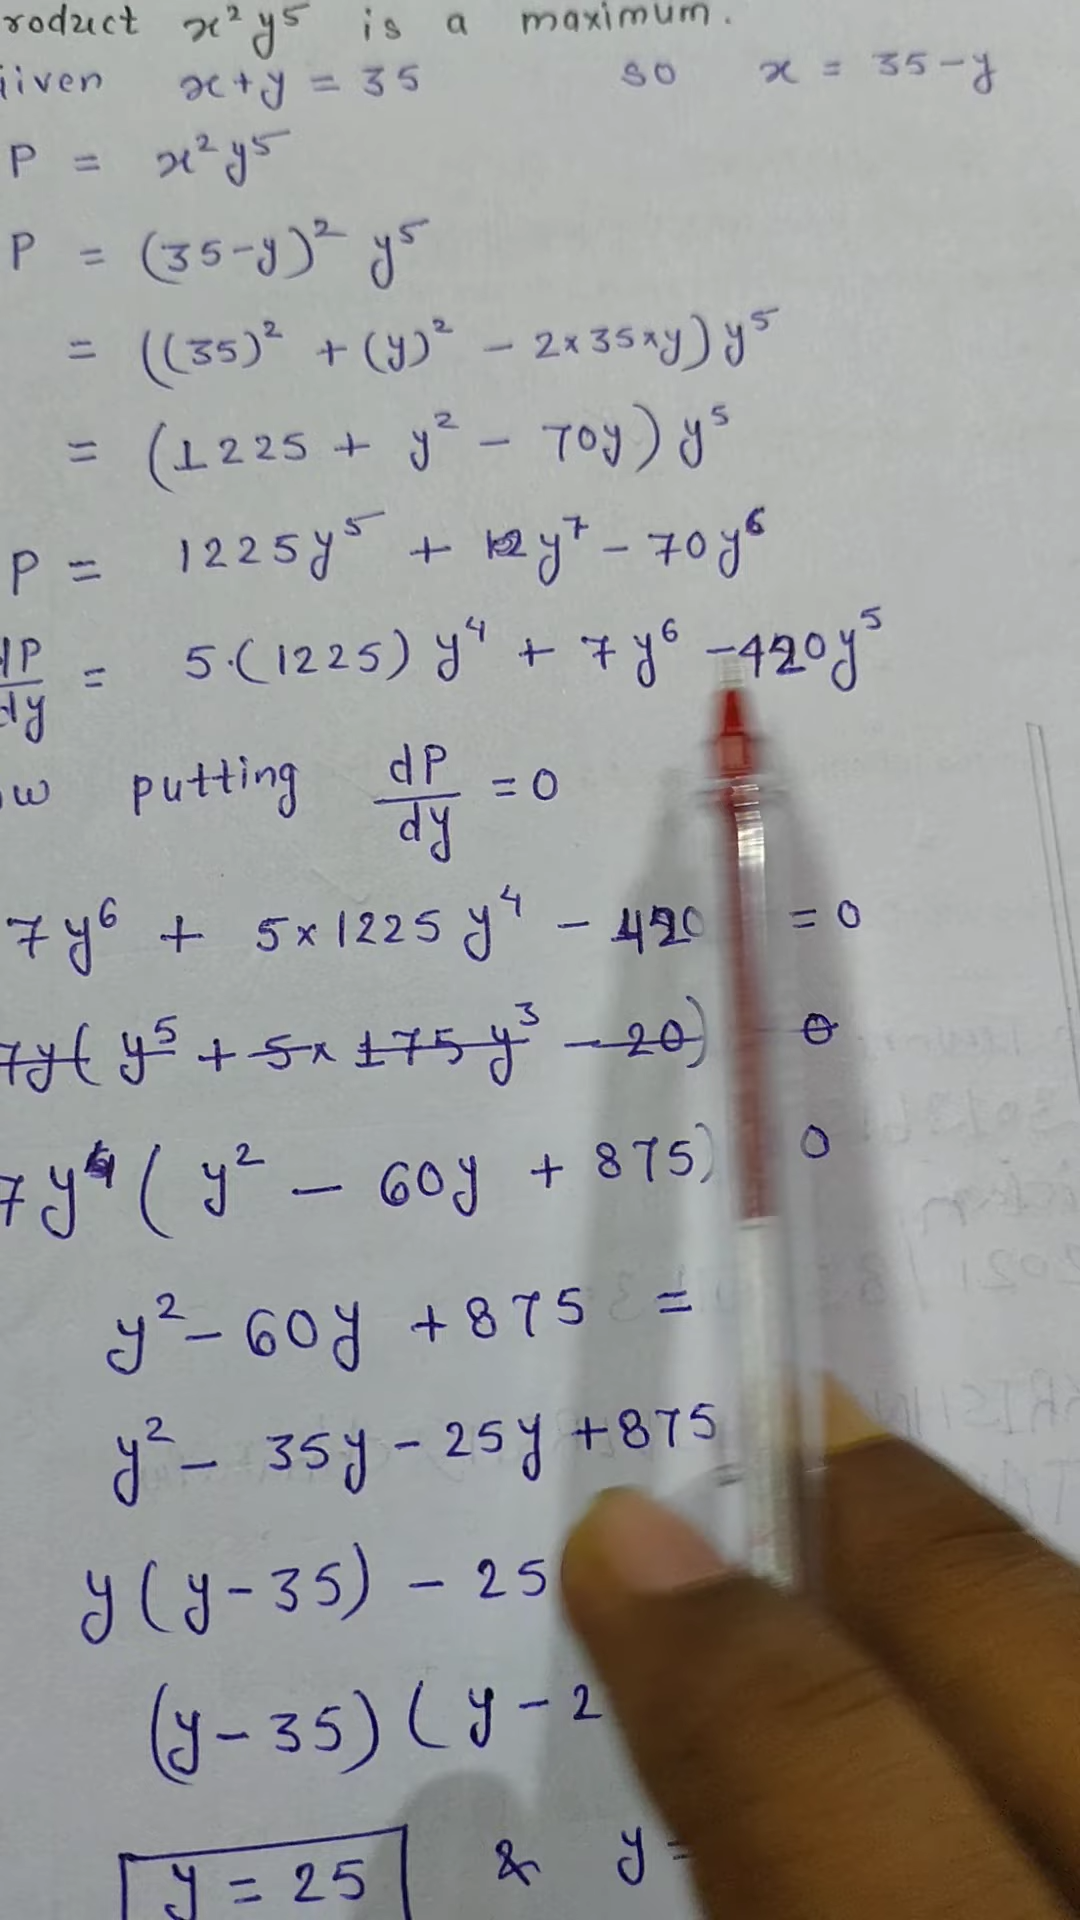 roduct x²y⁵ is a maximum.
iven x+y = 35 so x = 35-y
P = x²y⁵
P = (35-y)² y⁵
= ((35)² + (y)² - 2×35×y) y⁵
= (1225 + y² - 70y) y⁵
P = 1225y⁵ + y⁷ - 70y⁶
dP/dy = 5·(1225) y⁴ + 7y⁶ - 420y⁵
w putting dP/dy = 0
7y⁶ + 5×1225 y⁴ - 420 = 0
7y( y⁵ + 5×175y³ - 20) 0
7y⁴ ( y² - 60y + 875) 0
y² - 60y + 875 =
y² - 35y - 25y + 875 =
y(y-35) - 25
(y-35) ( y - 2
y = 25 & y =